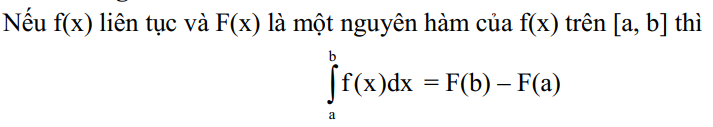 Nếu f(x) liên tục và F(x) là một nguyên hàm của f(x) trên [a, b] thì
b
∫f(x)dx = F(b) – F(a)
a